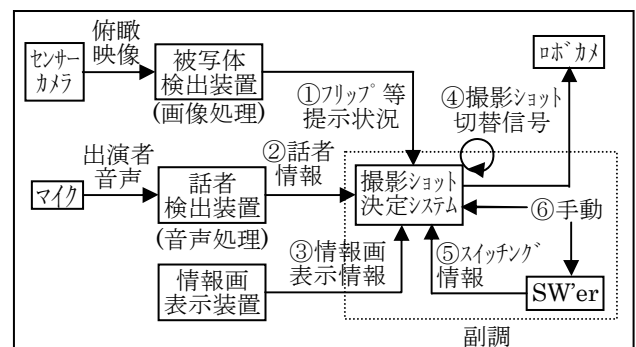 俯瞰
映像
センサー
カメラ
被写体
検出装置
(画像処理)
ロボカメ
①フリップ等
提示状況
④撮影ショット
切替信号
出演者
音声
マイク
話者
検出装置
(音声処理)
②話者
情報
撮影ショット
決定システム
⑥手動
③情報画
表示情報
⑤スイッチング
情報
情報画
表示装置
SW'er
副調